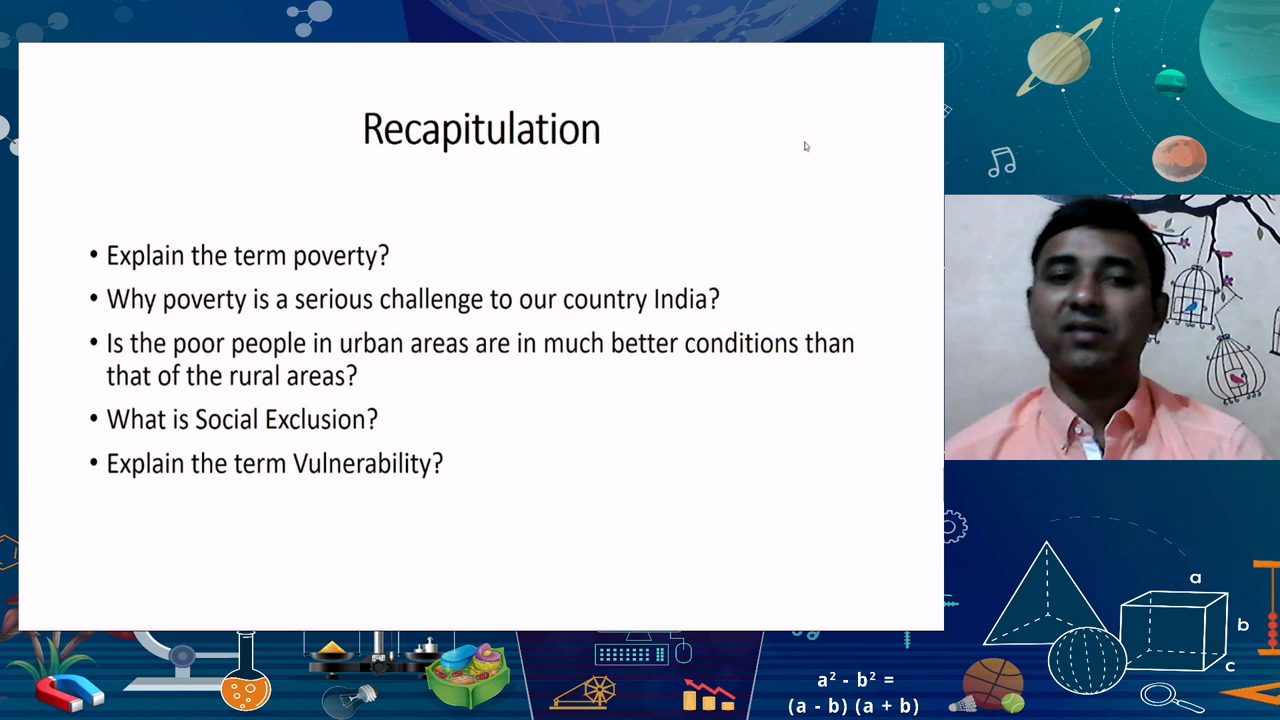 Recapitulation
• Explain the term poverty?
• Why poverty is a serious challenge to our country India?
• Is the poor people in urban areas are in much better conditions than
that of the rural areas?
• What is Social Exclusion?
• Explain the term Vulnerability?
a
b
c
a² - b² =
(a - b) (a + b)